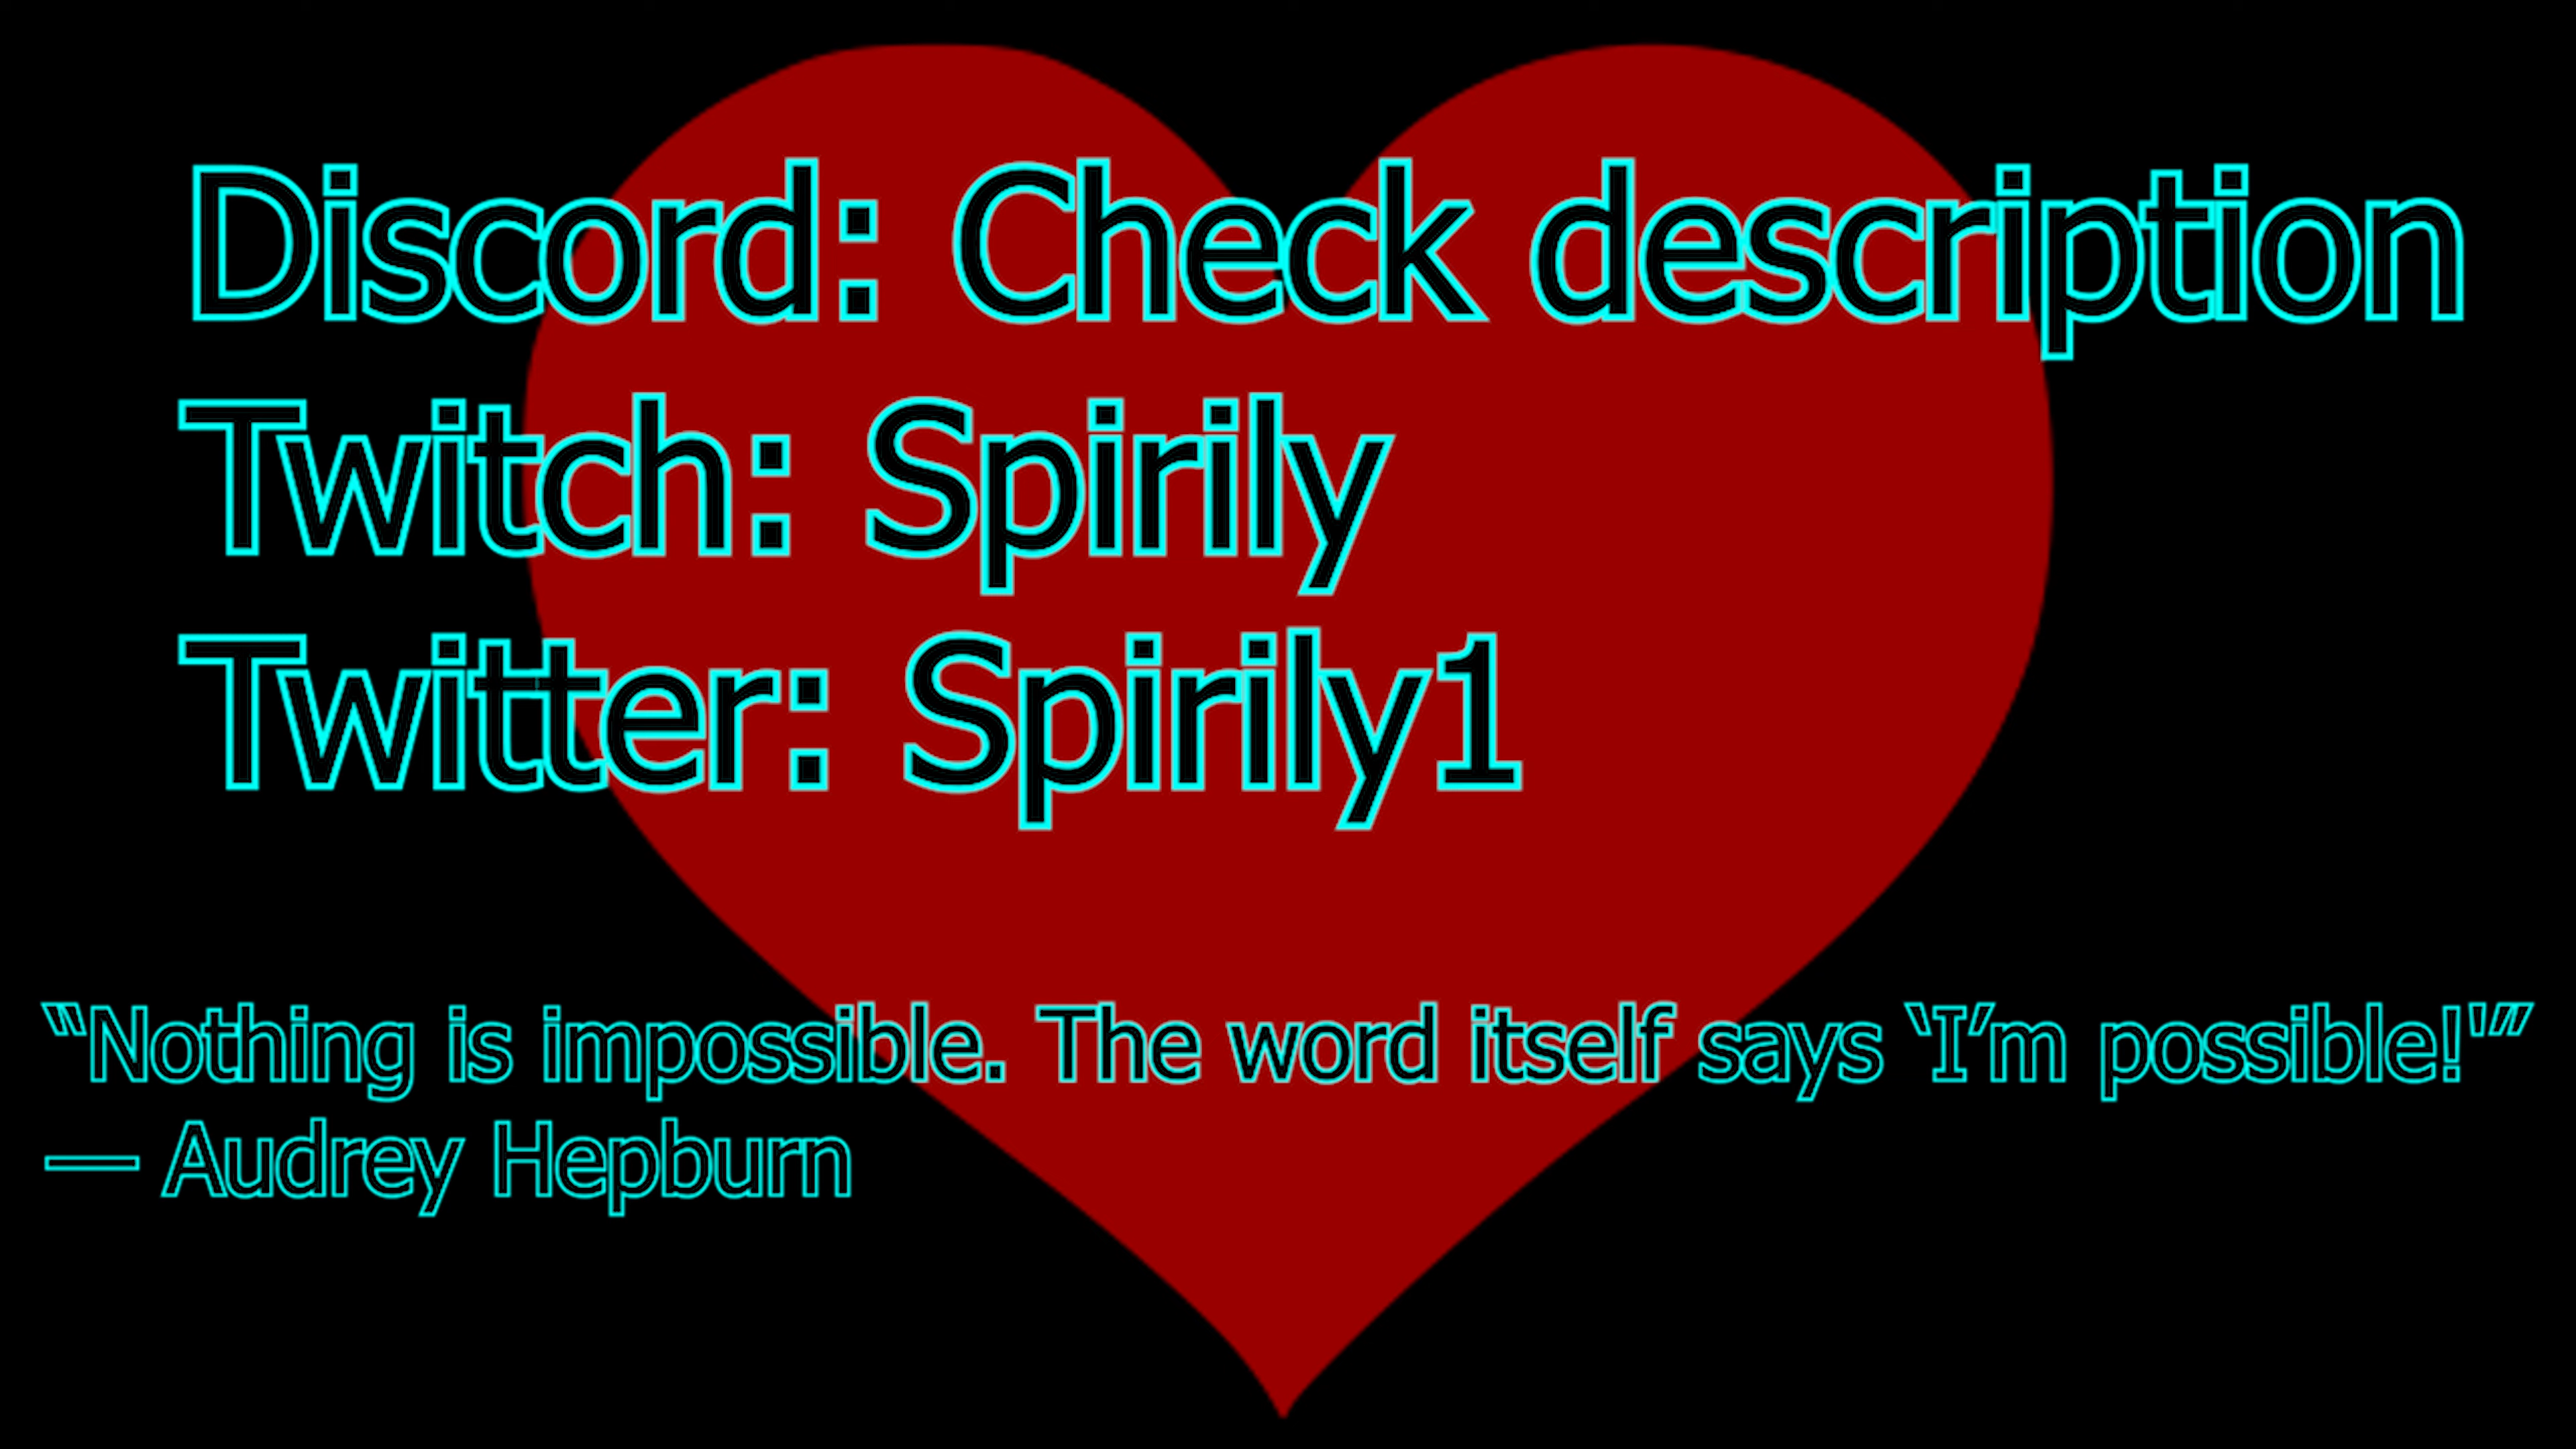 Discord: Check description
Twitch: Spirily
Twitter: Spirily1
“Nothing is impossible. The word itself says ‘I’m possible!'”
— Audrey Hepburn